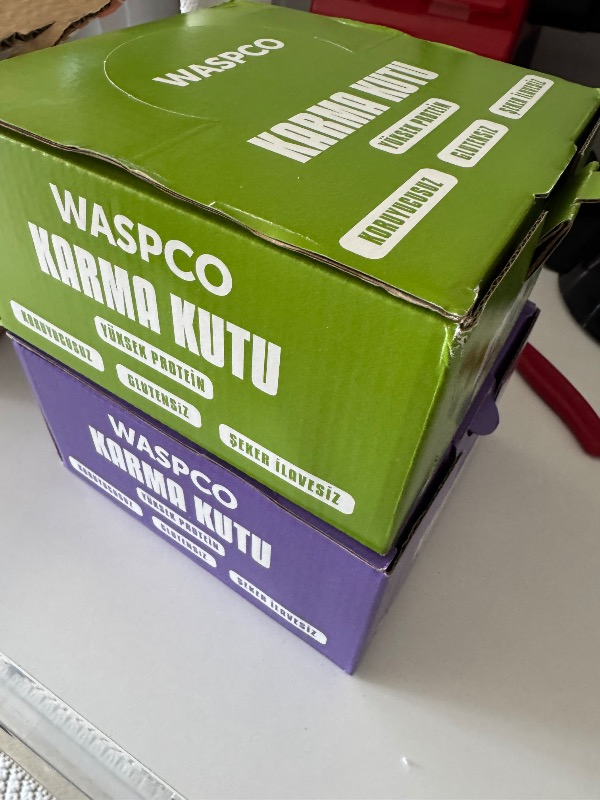 WASPCO
KARMA KUTU
YÜKSEK PROTEİN
ŞEKER İLAVESİZ
GLUTENSİZ
KORUYUCUSUZ
WASPCO
KARMA KUTU
KORUYUCUSUZ
YÜKSEK PROTEİN
GLUTENSİZ
ŞEKER İLAVESİZ
WASPCO
KARMA KUTU
KORUYUCUSUZ
YÜKSEK PROTEİN
GLUTENSİZ
ŞEKER İLAVESİZ